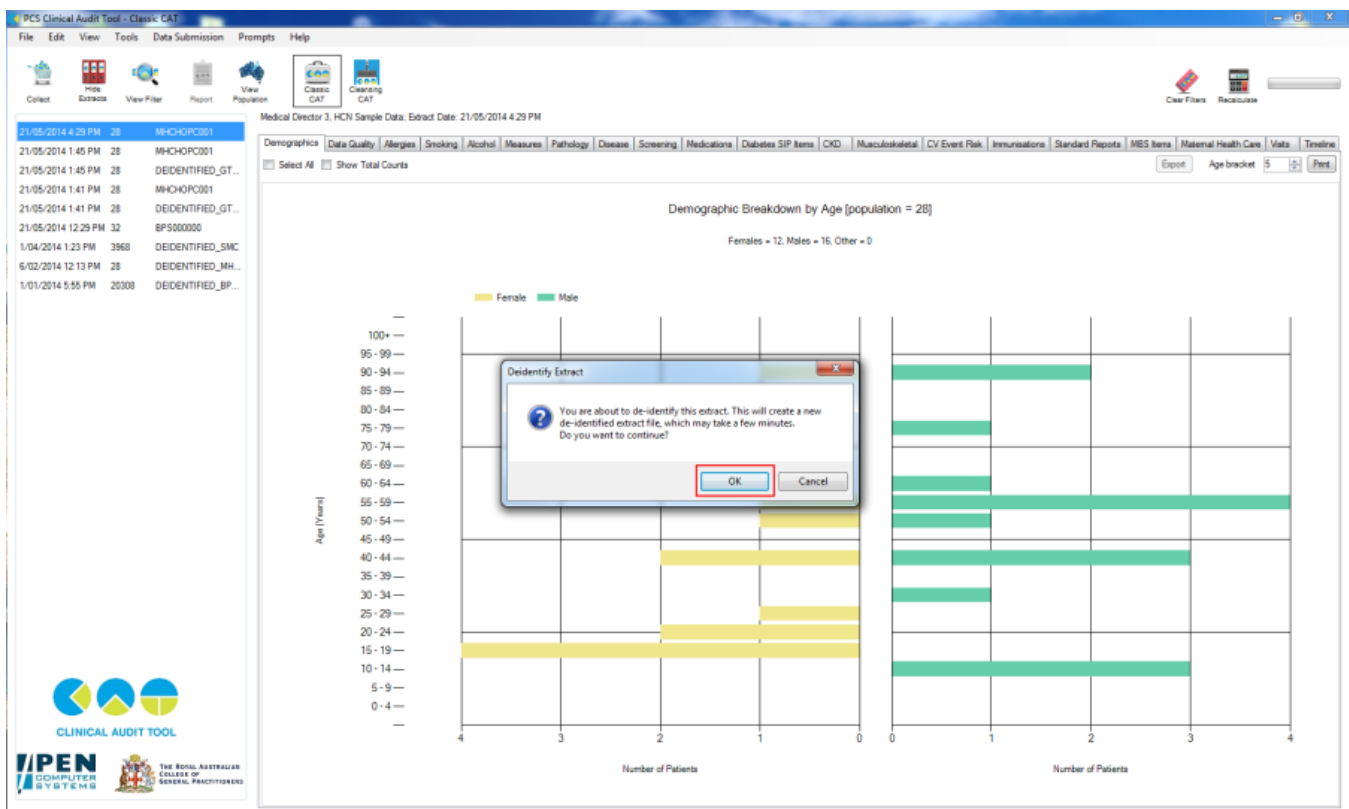 PCS Clinical Audit Tool - Classic CAT
File Edit View Tools Data Submission Prompts Help
Collect
Hide Extracts
View Filter
Report
View Population
Classic CAT
Cleansing CAT
Clear Filters
Recalculate
Medical Director 3, HCN Sample Data; Extract Date: 21/05/2014 4:29 PM
21/05/2014 4:29 PM 28 MHCHOPC001
21/05/2014 1:45 PM 28 MHCHOPC001
21/05/2014 1:45 PM 28 DEIDENTIFIED_GT...
21/05/2014 1:41 PM 28 MHCHOPC001
21/05/2014 1:41 PM 28 DEIDENTIFIED_GT...
21/05/2014 12:29 PM 32 BPS000000
1/04/2014 1:23 PM 3968 DEIDENTIFIED_SMC
6/02/2014 12:13 PM 28 DEIDENTIFIED_MH...
1/01/2014 5:55 PM 20308 DEIDENTIFIED_BP...
Demographics Data Quality Allergies Smoking Alcohol Measures Pathology Disease Screening Medications Diabetes SIP Items CKD Musculoskeletal CV Event Risk Immunisations Standard Reports MBS Items Maternal Health Care Visits Timeline
Select All Show Total Counts Export Age bracket 5 Print
Demographic Breakdown by Age [population = 28]
Females = 12, Males = 16, Other = 0
Female Male
100+
95 - 99
90 - 94
85 - 89
80 - 84
75 - 79
70 - 74
65 - 69
60 - 64
55 - 59
50 - 54
45 - 49
40 - 44
35 - 39
30 - 34
25 - 29
20 - 24
15 - 19
10 - 14
5 - 9
0 - 4
Age [Years]
Deidentify Extract
You are about to de-identify this extract. This will create a new
de-identified extract file, which may take a few minutes.
Do you want to continue?
OK Cancel
4 3 2 1 0 0 1 2 3 4
Number of Patients Number of Patients
CLINICAL AUDIT TOOL
PEN
COMPUTER
SYSTEMS
THE ROYAL AUSTRALIAN
COLLEGE OF
GENERAL PRACTITIONERS